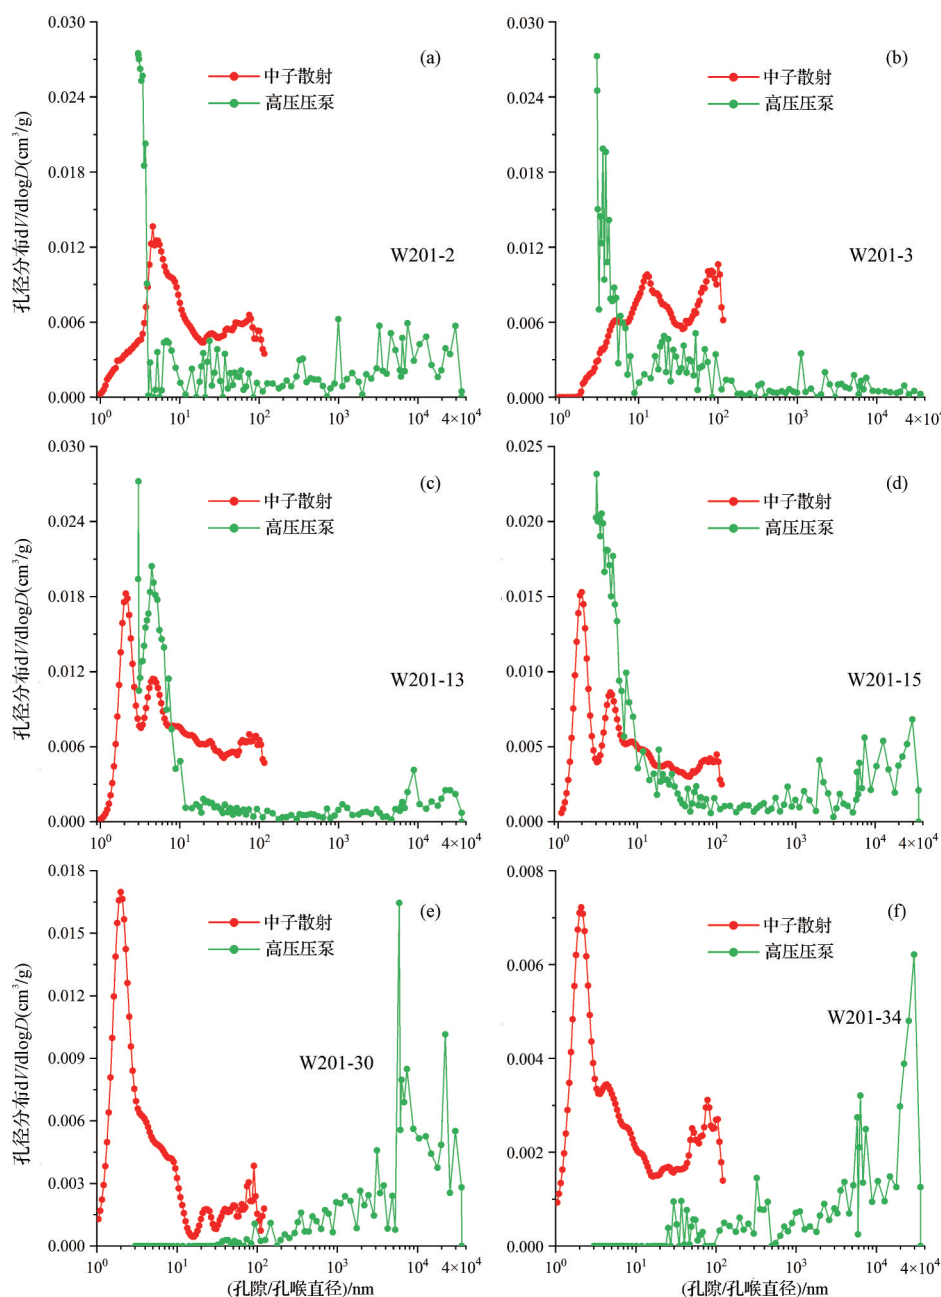 0.030
0.024
0.018
0.012
0.006
0.000
孔径分布dV/dlogD(cm³/g)
(a)
中子散射
高压压泵
W201-2
10⁰ 10¹ 10² 10³ 10⁴ 4×10⁴
0.030
0.024
0.018
0.012
0.006
0.000
(b)
中子散射
高压压泵
W201-3
10⁰ 10¹ 10² 10³ 10⁴ 4×10⁴
0.030
0.024
0.018
0.012
0.006
0.000
孔径分布dV/dlogD(cm³/g)
(c)
中子散射
高压压泵
W201-13
10⁰ 10¹ 10² 10³ 10⁴ 4×10⁴
0.025
0.020
0.015
0.010
0.005
0.000
(d)
中子散射
高压压泵
W201-15
10⁰ 10¹ 10² 10³ 10⁴ 4×10⁴
0.018
0.015
0.012
0.009
0.006
0.003
0.000
孔径分布dV/dlogD(cm³/g)
(e)
中子散射
高压压泵
W201-30
10⁰ 10¹ 10² 10³ 10⁴ 4×10⁴
(孔隙/孔喉直径)/nm
0.008
0.006
0.004
0.002
0.000
(f)
中子散射
高压压泵
W201-34
10⁰ 10¹ 10² 10³ 10⁴ 4×10⁴
(孔隙/孔喉直径)/nm